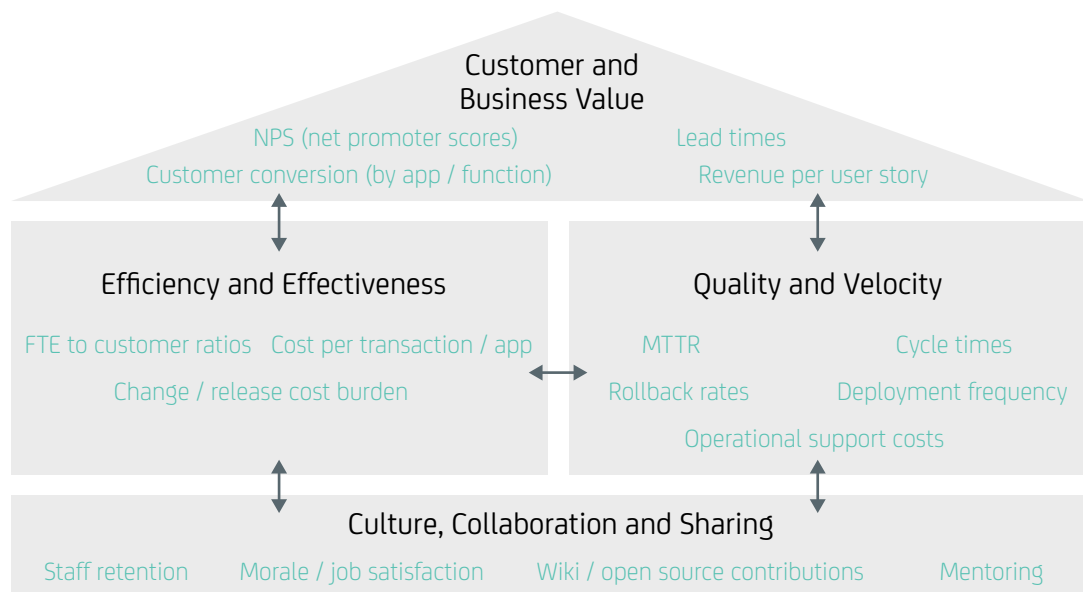 Customer and
Business Value
NPS (net promoter scores)
Lead times
Customer conversion (by app / function)
Revenue per user story
Efficiency and Effectiveness
FTE to customer ratios
Cost per transaction / app
Change / release cost burden
Quality and Velocity
MTTR
Cycle times
Rollback rates
Deployment frequency
Operational support costs
Culture, Collaboration and Sharing
Staff retention
Morale / job satisfaction
Wiki / open source contributions
Mentoring